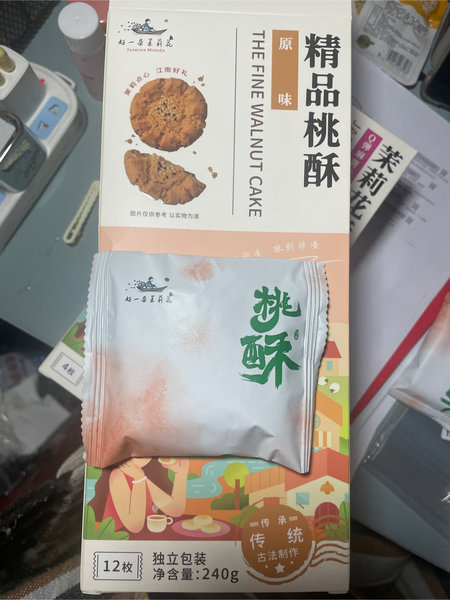 好一朵茉莉花
Jasmine Melody
茉莉点心 江南好礼
图片仅供参考 以实物为准
原味
THE FINE WALNUT CAKE
精品桃酥
好一朵茉莉花
桃酥
传承
传统
古法制作
12枚
独立包装
净含量:240g
4枚
茉莉花